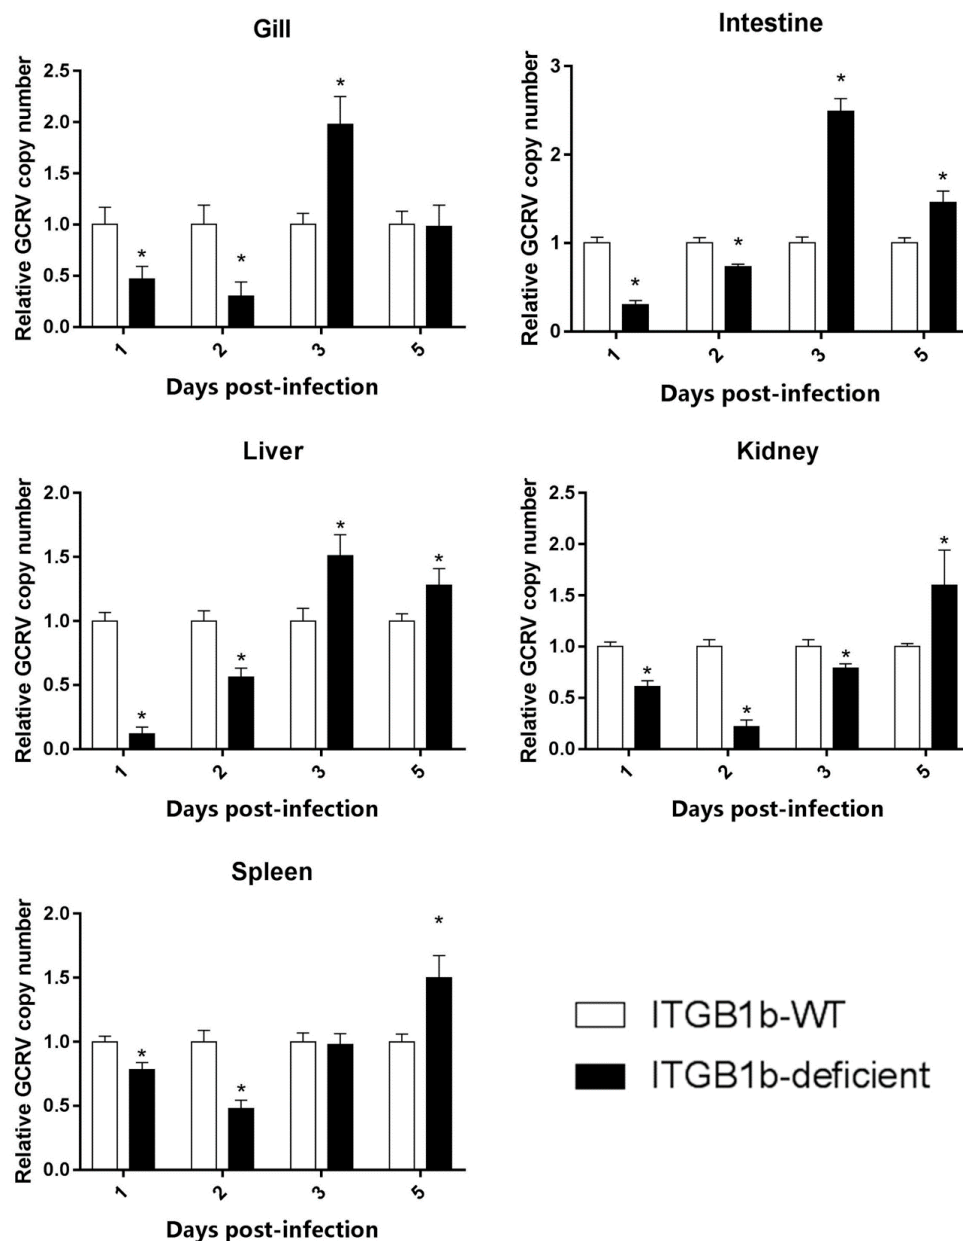 Gill
Relative GCRV copy number
2.5
2.0
1.5
1.0
0.5
0.0
* * *
1 2 3 5
Days post-infection
Intestine
Relative GCRV copy number
3
2
1
0
* * * *
1 2 3 5
Days post-infection
Liver
Relative GCRV copy number
2.0
1.5
1.0
0.5
0.0
* * * *
1 2 3 5
Days post-infection
Kidney
Relative GCRV copy number
2.5
2.0
1.5
1.0
0.5
0.0
* * * *
1 2 3 5
Days post-infection
Spleen
Relative GCRV copy number
2.0
1.5
1.0
0.5
0.0
* * *
1 2 3 5
Days post-infection
ITGB1b-WT
ITGB1b-deficient